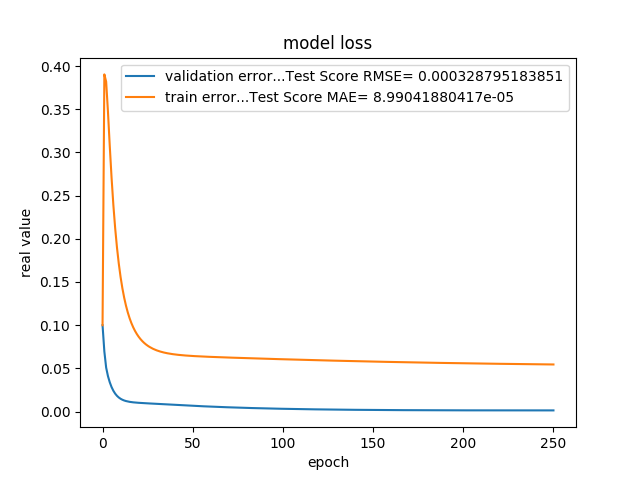 model loss
validation error...Test Score RMSE= 0.000328795183851
train error...Test Score MAE= 8.99041880417e-05
real value
0.40
0.35
0.30
0.25
0.20
0.15
0.10
0.05
0.00
0 50 100 150 200 250
epoch